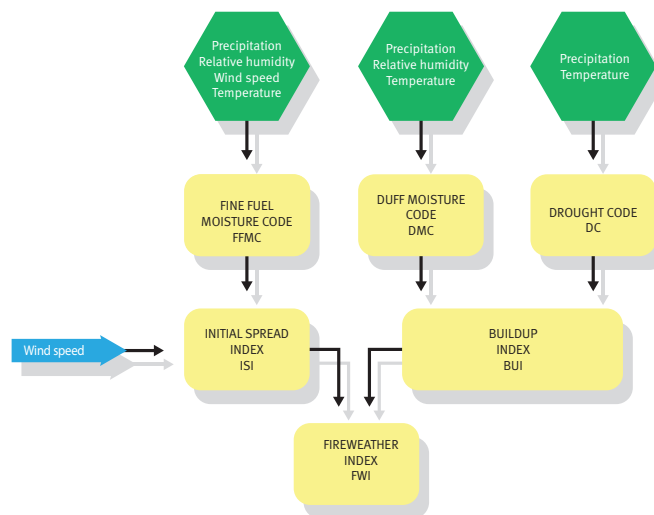 Precipitation
Relative humidity
Wind speed
Temperature
Precipitation
Relative humidity
Temperature
Precipitation
Temperature
FINE FUEL
MOISTURE CODE
FFMC
DUFF MOISTURE
CODE
DMC
DROUGHT CODE
DC
Wind speed
INITIAL SPREAD
INDEX
ISI
BUILDUP
INDEX
BUI
FIREWEATHER
INDEX
FWI